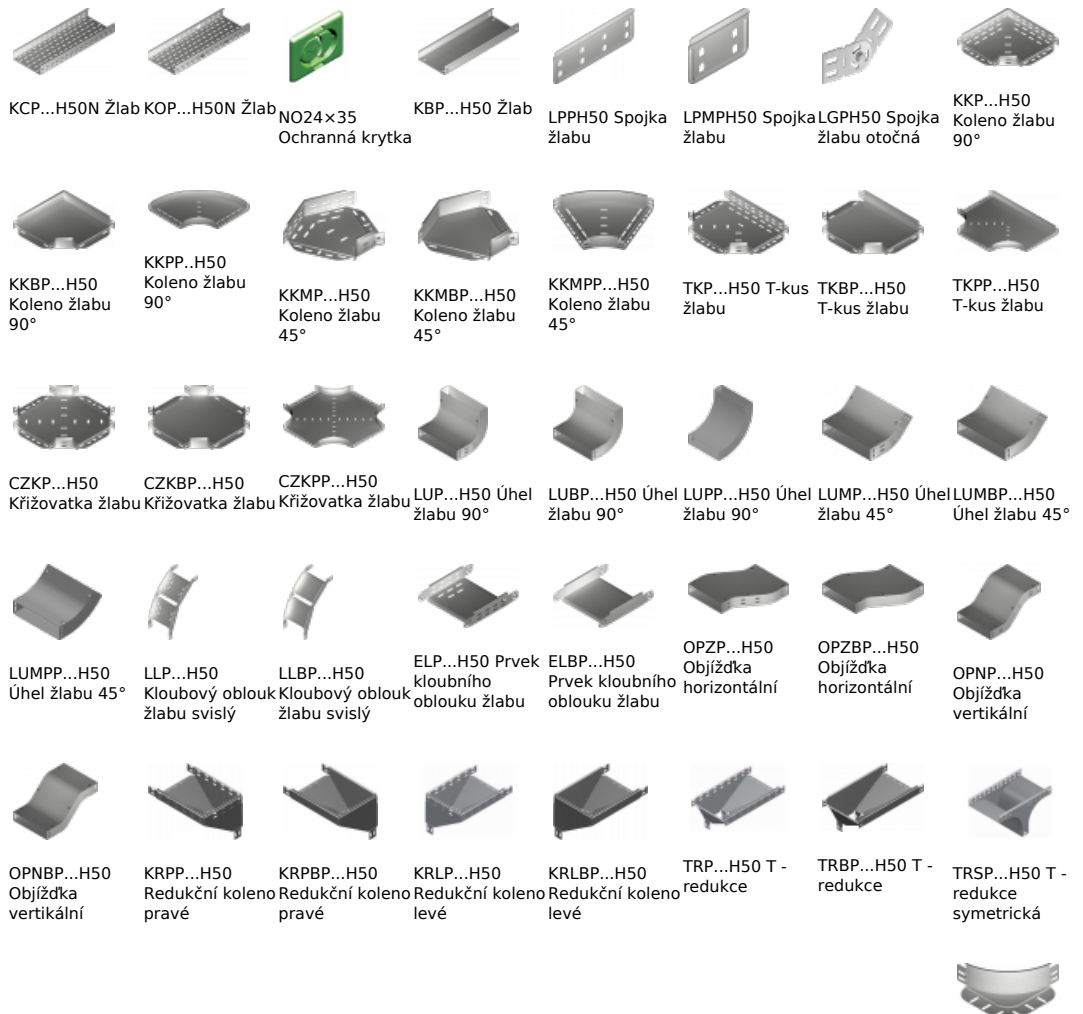 KCP...H50N Žlab
KOP...H50N Žlab
NO24×35
Ochranná krytka
KBP...H50 Žlab
LPPH50 Spojka
žlabu
LPMPH50 Spojka
žlabu
LGPH50 Spojka
žlabu otočná
KKP...H50
Koleno žlabu
90°
KKBP...H50
Koleno žlabu
90°
KKPP..H50
Koleno žlabu
90°
KKMP...H50
Koleno žlabu
45°
KKMBP...H50
Koleno žlabu
45°
KKMPP...H50
Koleno žlabu
45°
TKP...H50 T-kus
žlabu
TKBP...H50
T-kus žlabu
TKPP...H50
T-kus žlabu
CZKP...H50
Křižovatka žlabu
CZKBP...H50
Křižovatka žlabu
CZKPP...H50
Křižovatka žlabu
LUP...H50 Úhel
žlabu 90°
LUBP...H50 Úhel
žlabu 90°
LUPP...H50 Úhel
žlabu 90°
LUMP...H50 Úhel
žlabu 45°
LUMBP...H50
Úhel žlabu 45°
LUMPP...H50
Úhel žlabu 45°
LLP...H50
Kloubový oblouk
žlabu svislý
LLBP...H50
Kloubový oblouk
žlabu svislý
ELP...H50 Prvek
kloubního
oblouku žlabu
ELBP...H50
Prvek kloubního
oblouku žlabu
OPZP...H50
Objížďka
horizontální
OPZBP...H50
Objížďka
horizontální
OPNP...H50
Objížďka
vertikální
OPNBP...H50
Objížďka
vertikální
KRPP...H50
Redukční koleno
pravé
KRPBP...H50
Redukční koleno
pravé
KRLP...H50
Redukční koleno
levé
KRLBP...H50
Redukční koleno
levé
TRP...H50 T -
redukce
TRBP...H50 T -
redukce
TRSP...H50 T -
redukce
symetrická